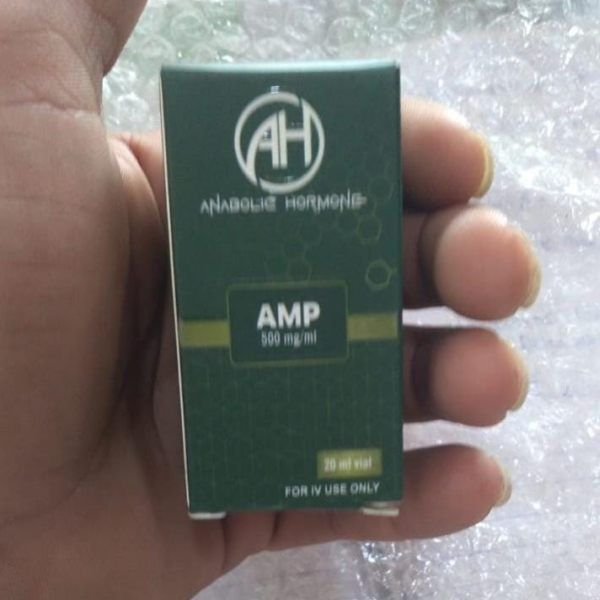 AH
ANABOLIC HORMONE
AMP
500 mg/ml
20 ml vial
FOR IV USE ONLY